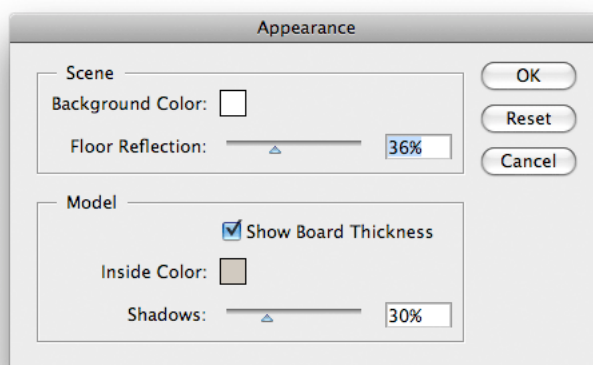 Appearance
Scene
Background Color:
Floor Reflection: 36%
Model
Show Board Thickness
Inside Color:
Shadows: 30%
OK
Reset
Cancel